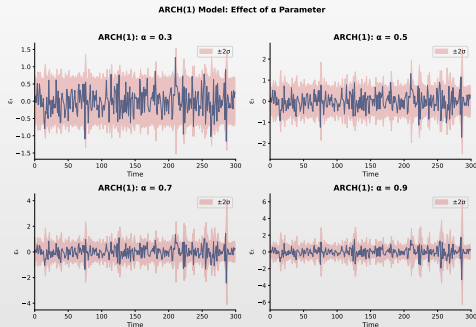 ARCH(1) Model: Effect of α Parameter
ARCH(1): α = 0.3
±2σ
εₜ
1.5
1.0
0.5
0.0
−0.5
−1.0
−1.5
0 50 100 150 200 250 300
Time
ARCH(1): α = 0.5
±2σ
εₜ
2
1
0
−1
−2
0 50 100 150 200 250 300
Time
ARCH(1): α = 0.7
±2σ
εₜ
4
2
0
−2
−4
0 50 100 150 200 250 300
Time
ARCH(1): α = 0.9
±2σ
εₜ
6
4
2
0
−2
−4
−6
0 50 100 150 200 250 300
Time